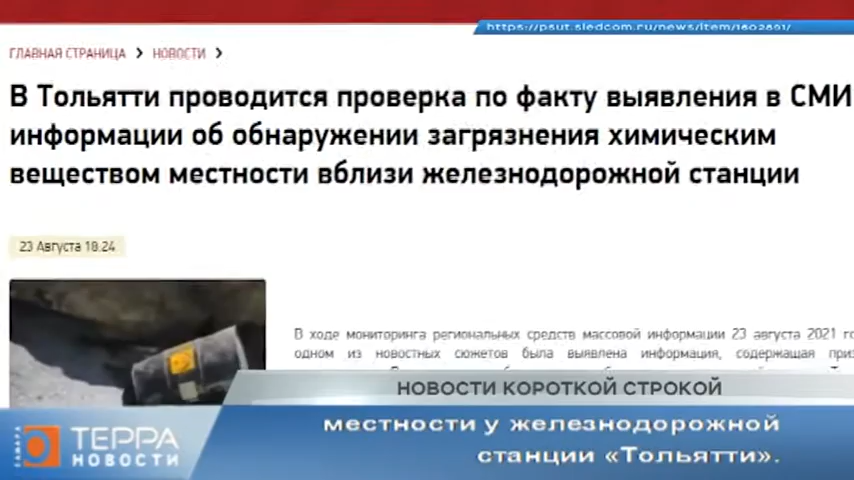 https://psut.sledcom.ru/news/item/1602891/
ГЛАВНАЯ СТРАНИЦА > НОВОСТИ >
В Тольятти проводится проверка по факту выявления в СМИ
информации об обнаружении загрязнения химическим
веществом местности вблизи железнодорожной станции
23 Августа 18:24
В ходе мониторинга региональных средств массовой информации 23 августа 2021 го
одном из новостных сюжетов была выявлена информация, содержащая приз
НОВОСТИ КОРОТКОЙ СТРОКОЙ
местности у железнодорожной
станции «Тольятти».
САМАРА
ТЕРРА
НОВОСТИ